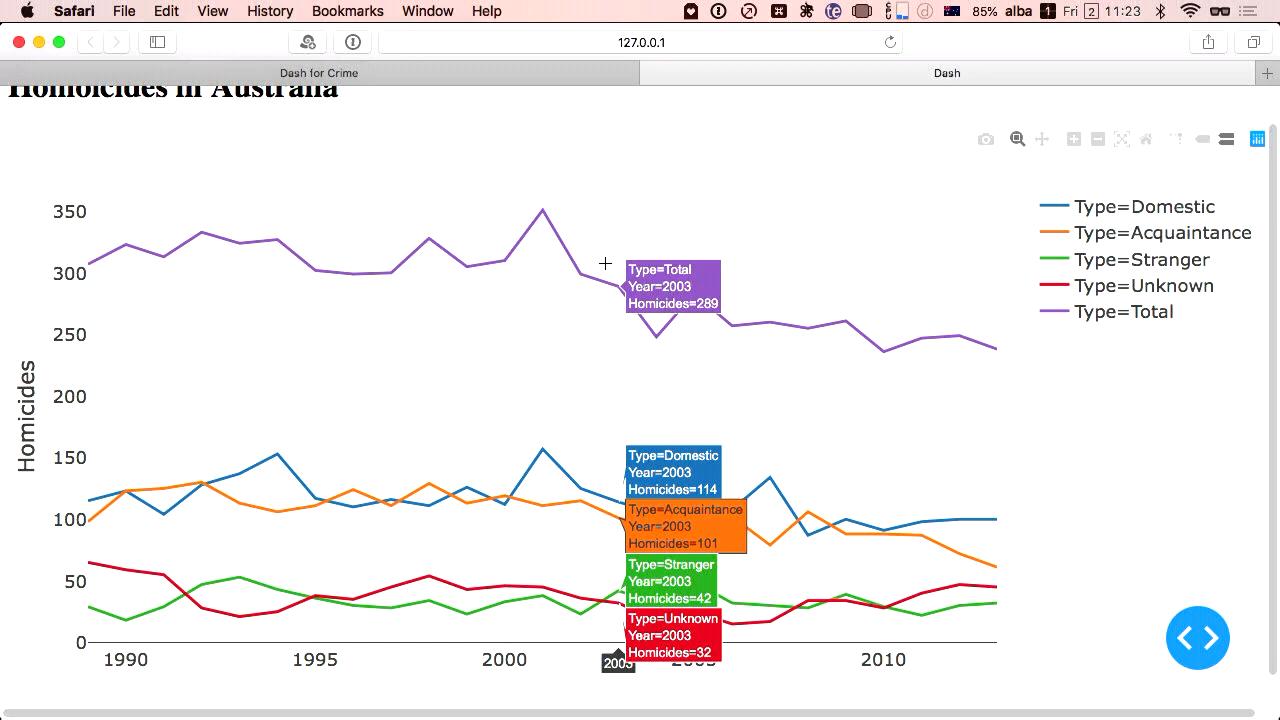 Safari File Edit View History Bookmarks Window Help 85% alba 1 Fri 2 11:23
127.0.0.1
Dash for Crime Dash
Homoicides in Australia
Type=Domestic
Type=Acquaintance
Type=Stranger
Type=Unknown
Type=Total
Homicides
350
300
250
200
150
100
50
0
Type=Total
Year=2003
Homicides=289
Type=Domestic
Year=2003
Homicides=114
Type=Acquaintance
Year=2003
Homicides=101
Type=Stranger
Year=2003
Homicides=42
Type=Unknown
Year=2003
Homicides=32
1990 1995 2000 2003 2005 2010